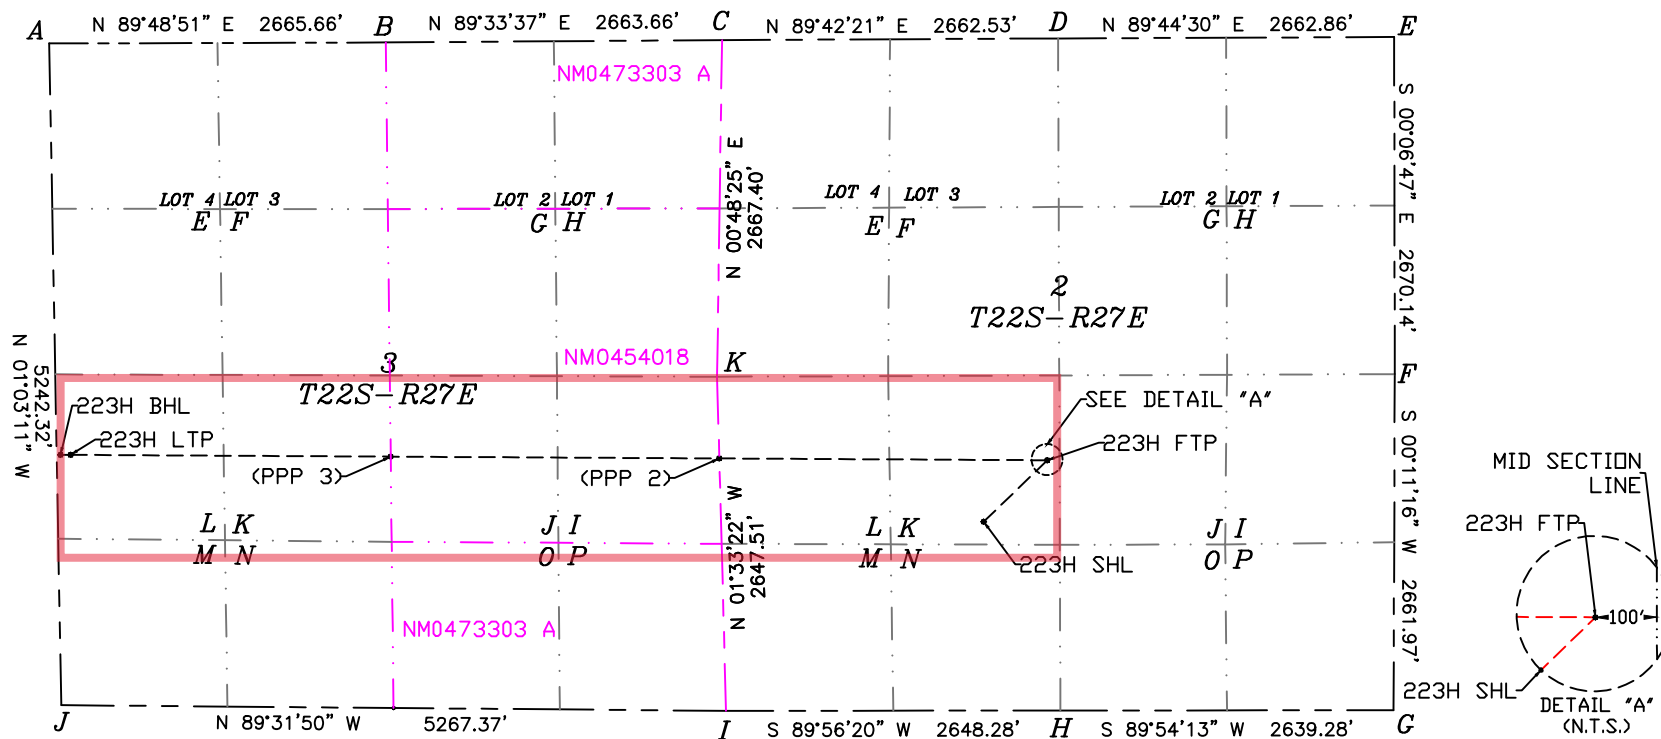 A N 89°48'51" E 2665.66' B N 89°33'37" E 2663.66' C N 89°42'21" E 2662.53' D N 89°44'30" E 2662.86' E
NM0473303 A
S 00°06'47" E 2670.14'
N 00°48'25" E
2667.40'
LOT 4 LOT 3 LOT 2 LOT 1 LOT 4 LOT 3 LOT 2 LOT 1
E F G H E F G H
2
T22S-R27E
N 01°03'11" W
5242.32'
3
T22S-R27E
NM0454018
K
F
223H BHL
223H LTP
(PPP 3)
(PPP 2)
SEE DETAIL "A"
223H FTP
S 00°11'16" W 2661.97'
N 01°33'22" W
2647.51'
L K J I L K J I
M N O P M N O P
223H SHL
NM0473303 A
MID SECTION
LINE
223H FTP
100'
223H SHL
DETAIL "A"
(N.T.S.)
J N 89°31'50" W 5267.37' I S 89°56'20" W 2648.28' H S 89°54'13" W 2639.28' G